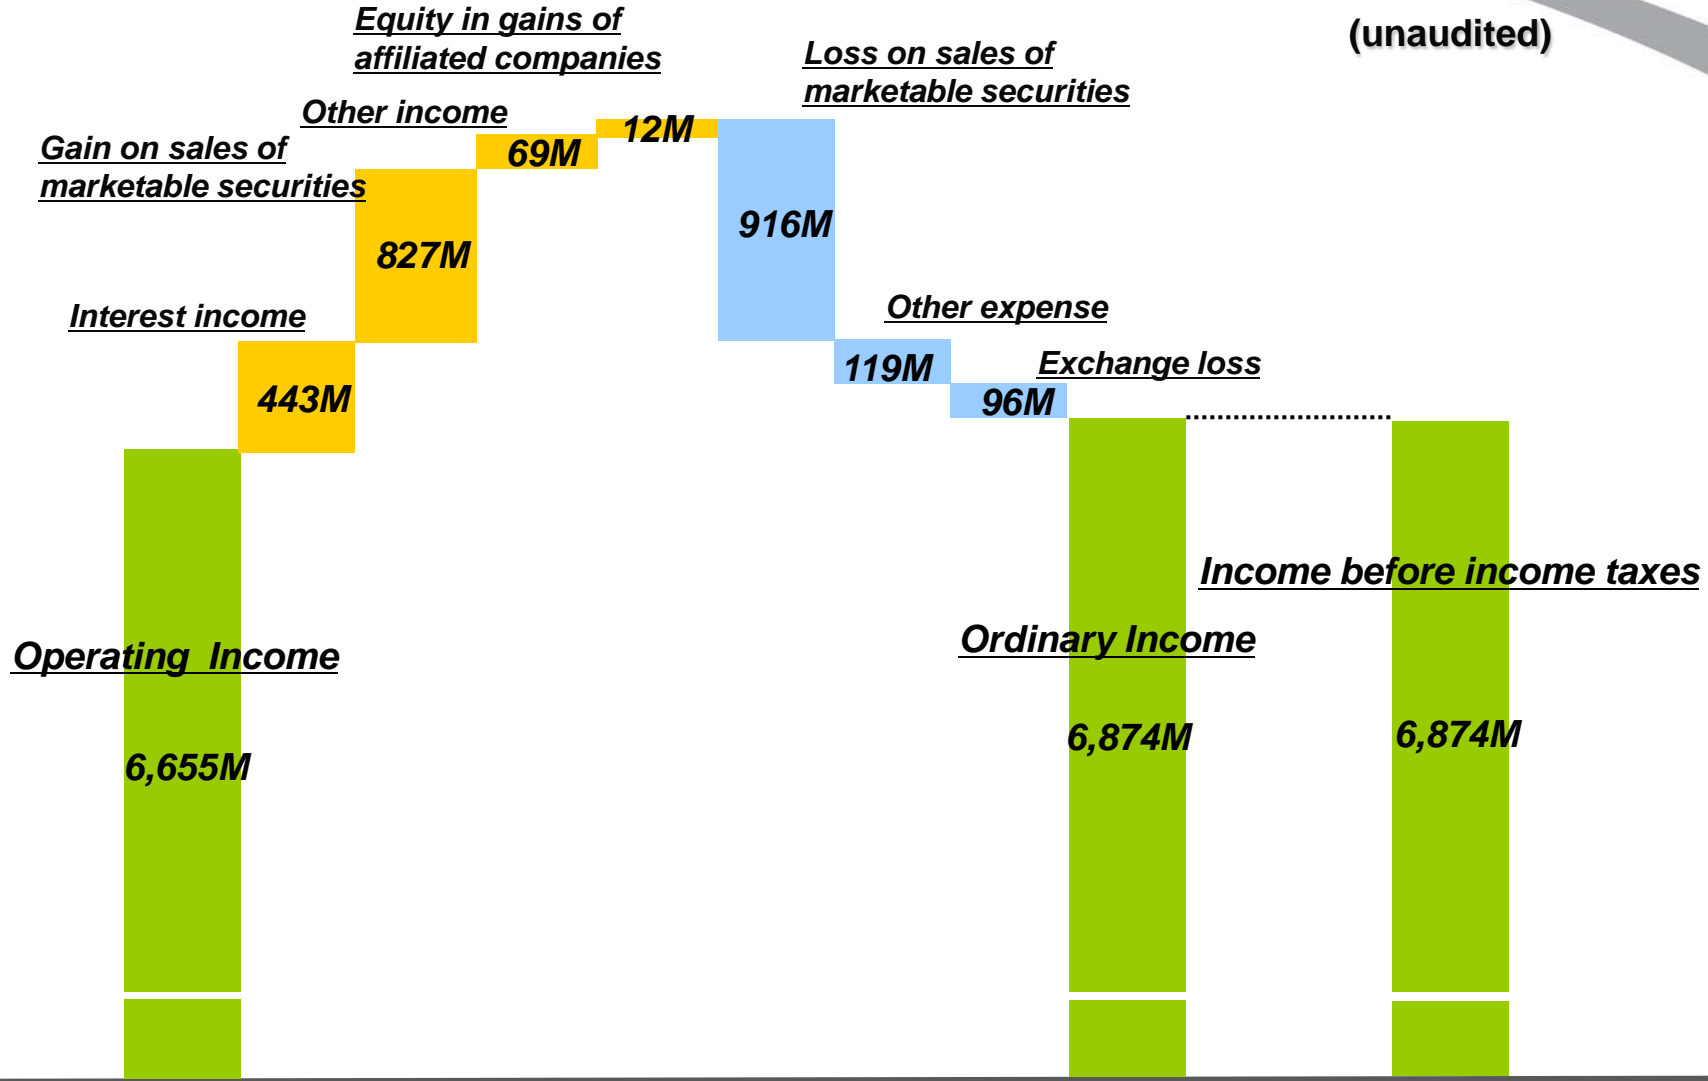 (unaudited)
Equity in gains of
affiliated companies
Loss on sales of
marketable securities
Other income
12M
69M
Gain on sales of
marketable securities
916M
827M
Interest income
Other expense
119M
Exchange loss
443M
96M
Income before income taxes
Operating Income
Ordinary Income
6,655M
6,874M
6,874M